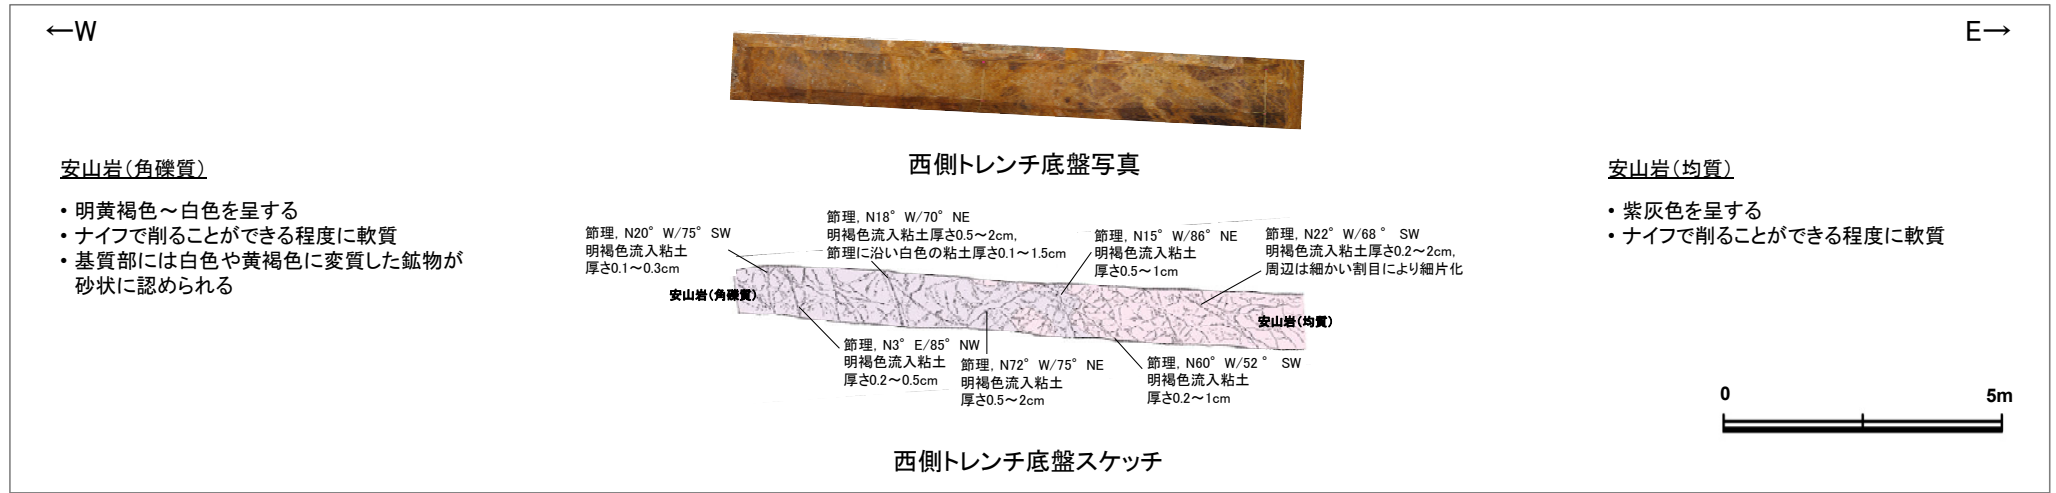 ←W
E→
西側トレンチ底盤写真
安山岩(角礫質)
• 明黄褐色～白色を呈する
• ナイフで削ることができる程度に軟質
• 基質部には白色や黄褐色に変質した鉱物が
砂状に認められる
安山岩(均質)
• 紫灰色を呈する
• ナイフで削ることができる程度に軟質
節理, N20° W/75° SW
明褐色流入粘土
厚さ0.1～0.3cm
節理, N18° W/70° NE
明褐色流入粘土厚さ0.5～2cm,
節理に沿い白色の粘土厚さ0.1～1.5cm
節理, N15° W/86° NE
明褐色流入粘土
厚さ0.5～1cm
節理, N22° W/68 ° SW
明褐色流入粘土厚さ0.2～2cm,
周辺は細かい割目により細片化
安山岩(角礫質)
安山岩(均質)
節理, N3° E/85° NW
明褐色流入粘土
厚さ0.2～0.5cm
節理, N72° W/75° NE
明褐色流入粘土
厚さ0.5～2cm
節理, N60° W/52 ° SW
明褐色流入粘土
厚さ0.2～1cm
0 5m
西側トレンチ底盤スケッチ